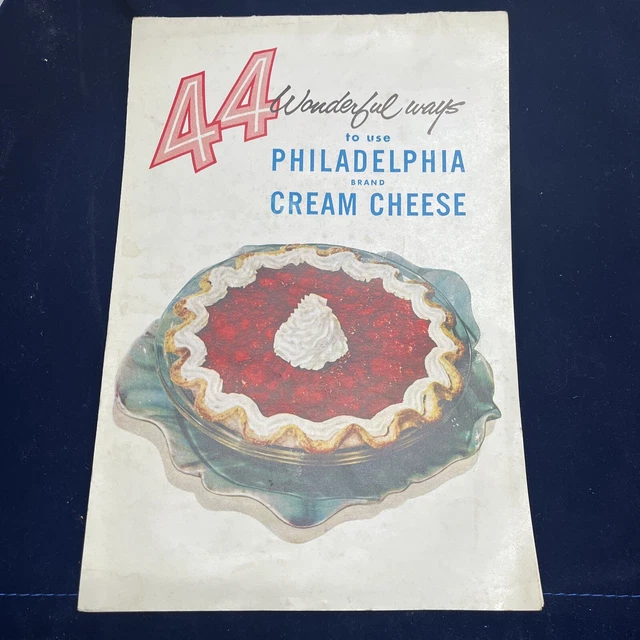 44 Wonderful ways
to use
PHILADELPHIA
BRAND
CREAM CHEESE